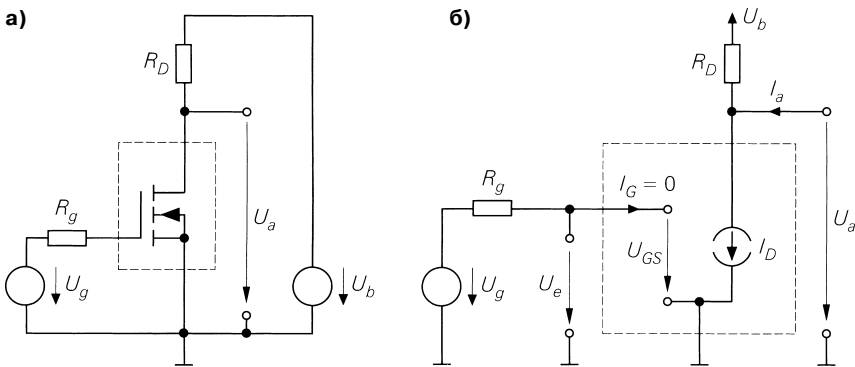 а)
R_D
R_g
U_g
U_a
U_b
б)
U_b
R_D
I_a
R_g
I_G = 0
U_g
U_e
U_GS
I_D
U_a